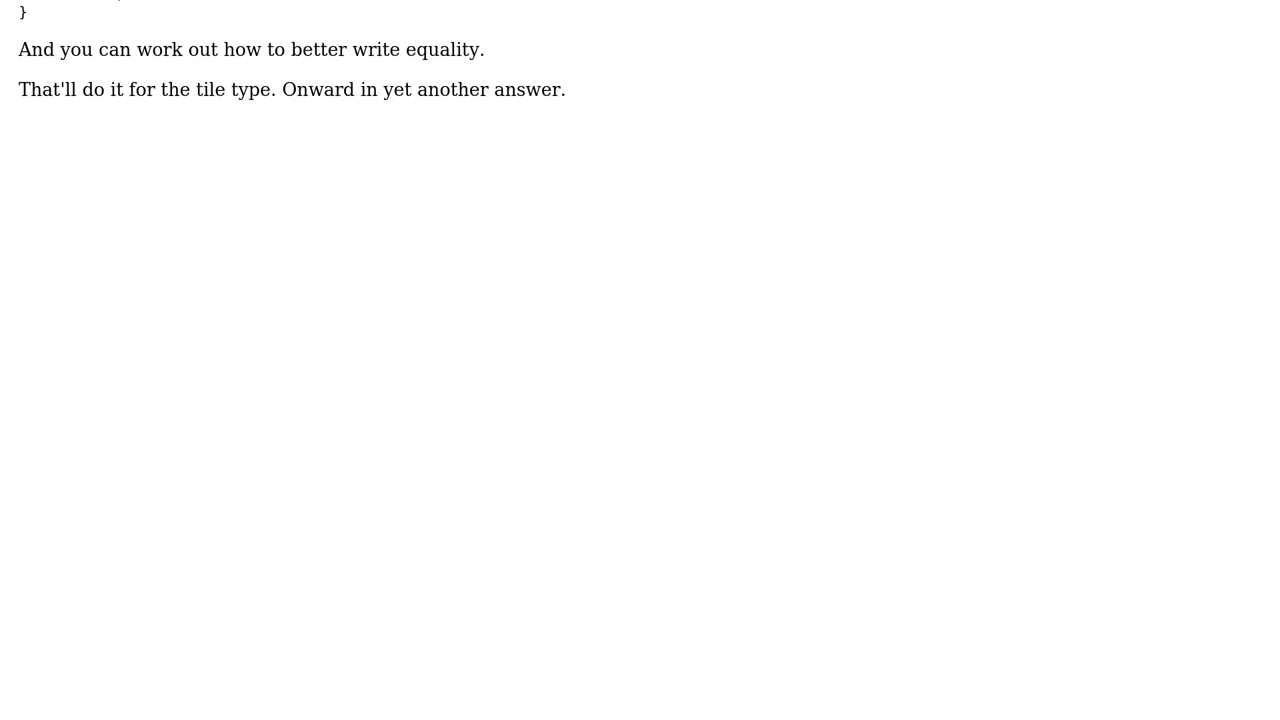 }
And you can work out how to better write equality.
That'll do it for the tile type. Onward in yet another answer.